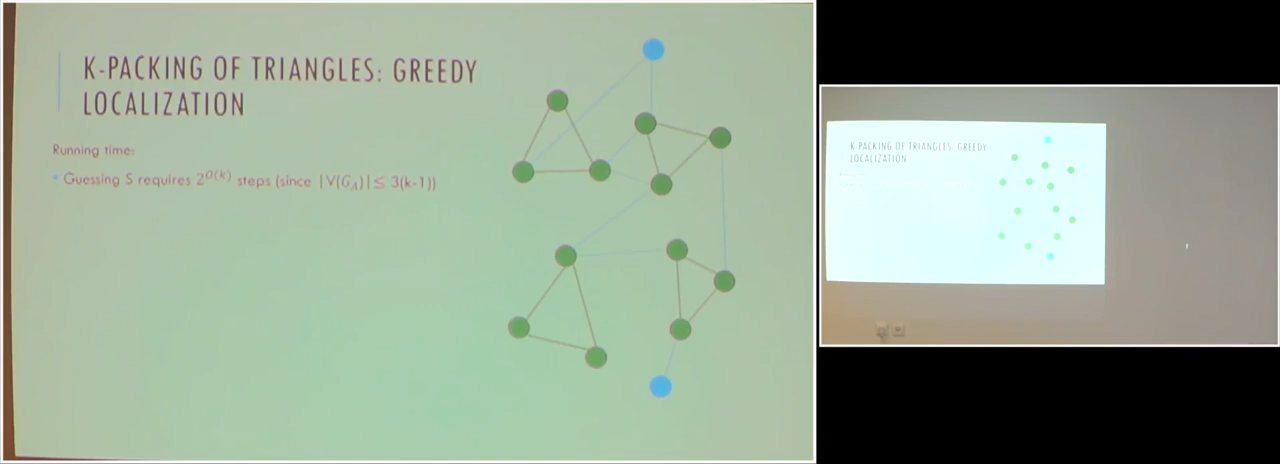 K-PACKING OF TRIANGLES: GREEDY
LOCALIZATION
Running time:
• Guessing S requires 2^O(k) steps (since |V(G_A)| ≤ 3(k-1))
K-PACKING OF TRIANGLES: GREEDY
LOCALIZATION